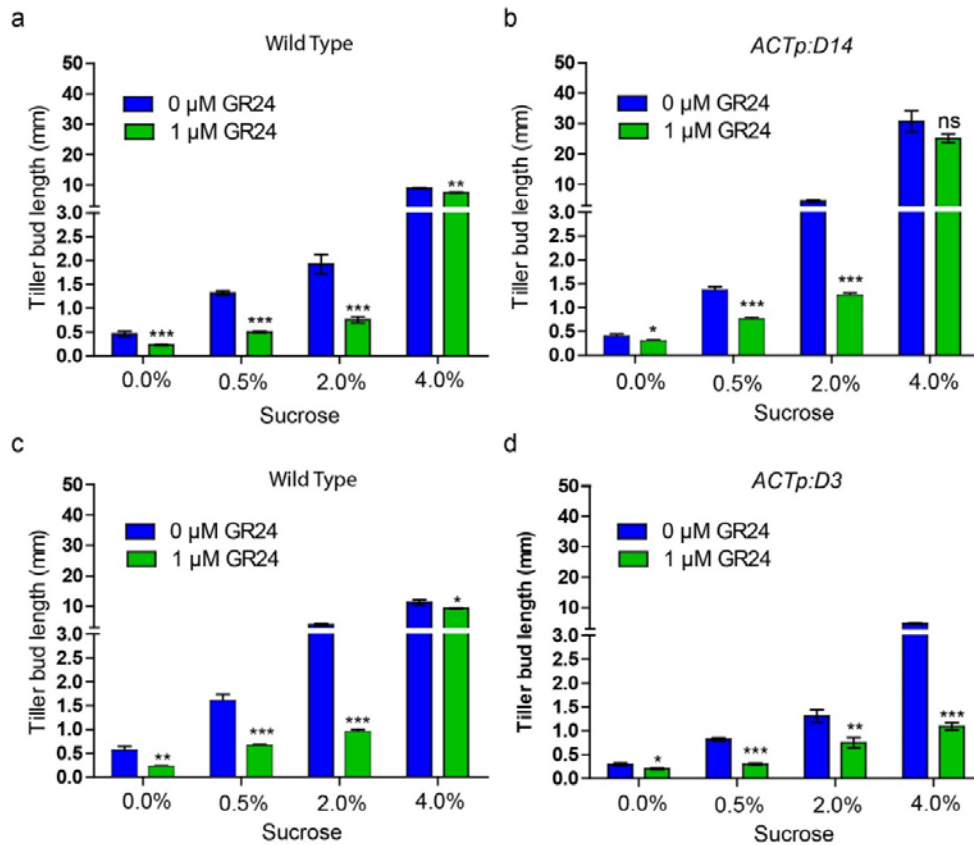 a
Wild Type
50
40
30
20
10
3.0
2.5
2.0
1.5
1.0
0.5
0.0
Tiller bud length (mm)
0 µM GR24
1 µM GR24
***
***
***
**
0.0% 0.5% 2.0% 4.0%
Sucrose
b
ACTp:D14
50
40
30
20
10
3.0
2.5
2.0
1.5
1.0
0.5
0.0
Tiller bud length (mm)
0 µM GR24
1 µM GR24
*
***
***
ns
0.0% 0.5% 2.0% 4.0%
Sucrose
c
Wild Type
50
40
30
20
10
3.0
2.5
2.0
1.5
1.0
0.5
0.0
Tiller bud length (mm)
0 µM GR24
1 µM GR24
**
***
***
*
0.0% 0.5% 2.0% 4.0%
Sucrose
d
ACTp:D3
50
40
30
20
10
3.0
2.5
2.0
1.5
1.0
0.5
0.0
Tiller bud length (mm)
0 µM GR24
1 µM GR24
*
***
**
***
0.0% 0.5% 2.0% 4.0%
Sucrose